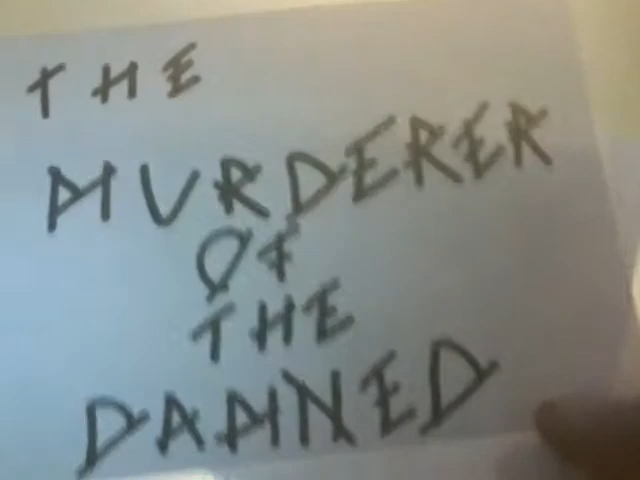 THE
MURDERER
OF
THE
DAMNED